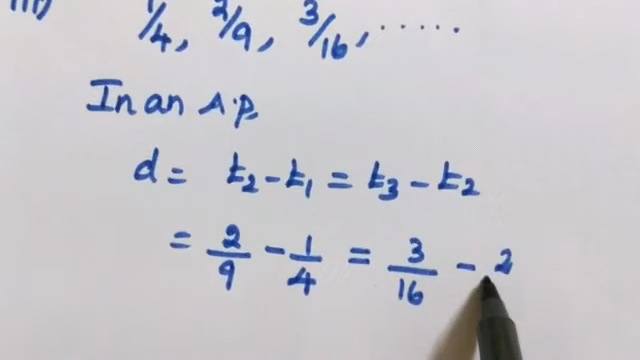 iii) 1/4, 2/9, 3/16, ......
In an A.P.
d = t2 - t1 = t3 - t2
= 2/9 - 1/4 = 3/16 - 2